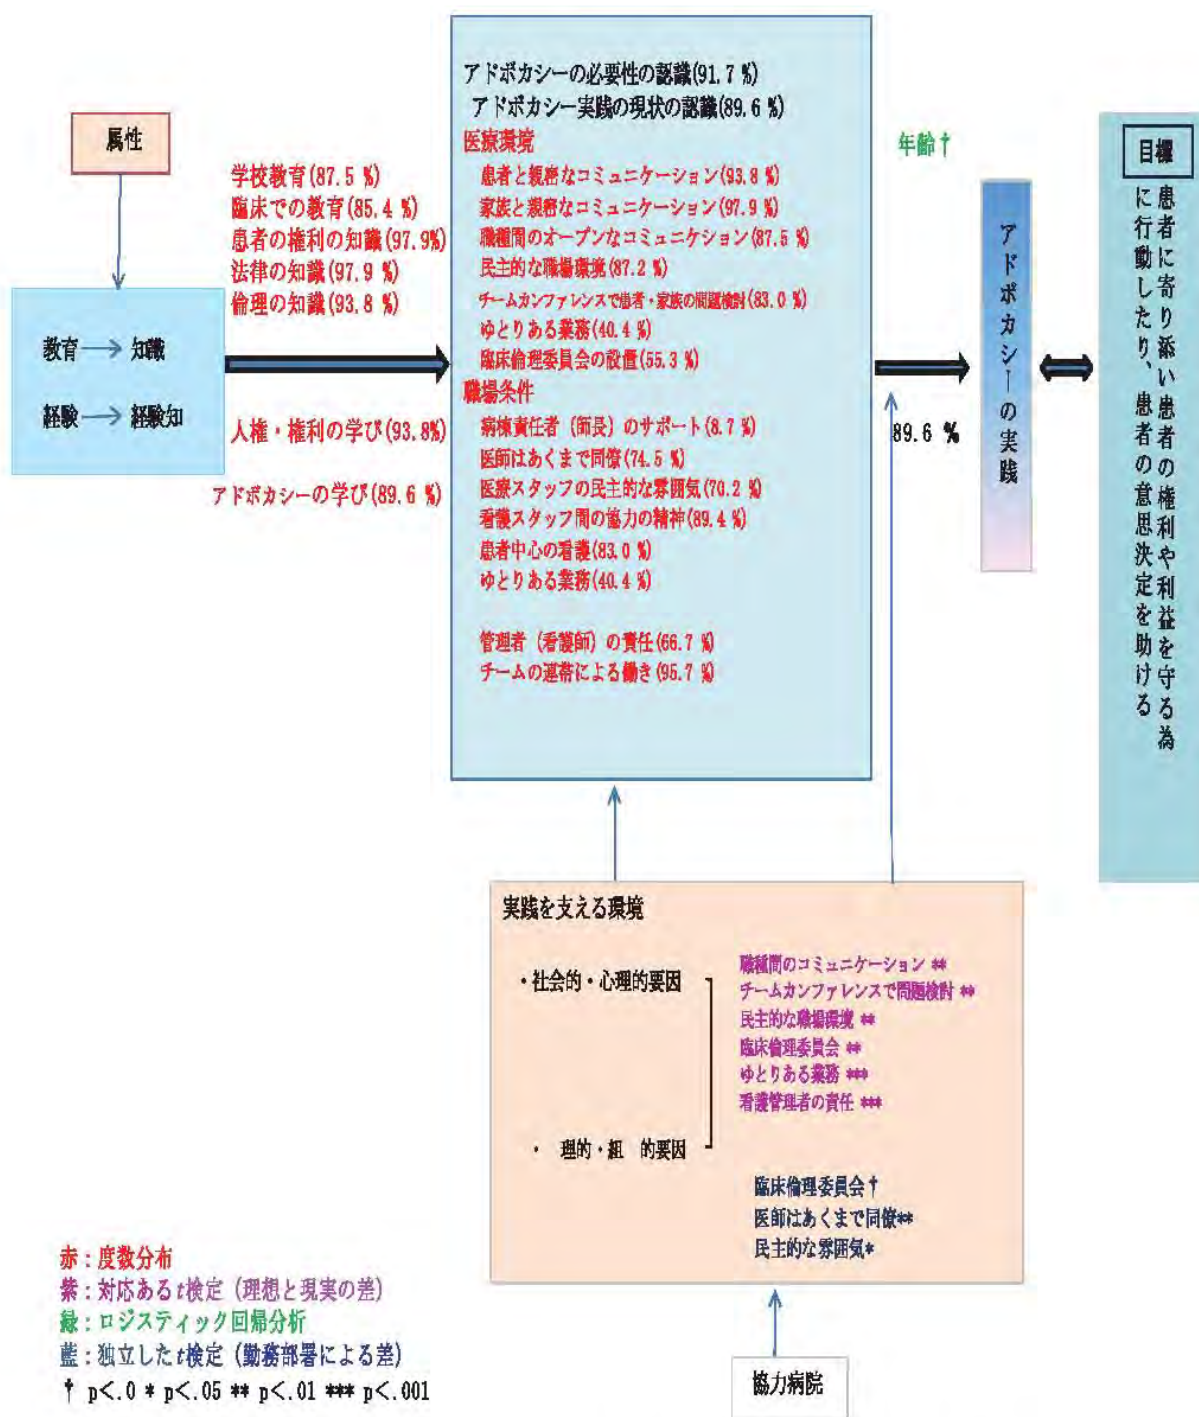 属性
学校教育(87.5 %)
臨床での教育(85.4 %)
患者の権利の知識(97.9%)
法律の知識(97.9 %)
倫理の知識(93.8 %)
教育 → 知識
経験 → 経験知
人権・権利の学び(93.8%)
アドボカシーの学び(89.6 %)
アドボカシーの必要性の認識(91.7 %)
アドボカシー実践の現状の認識(89.6 %)
医療環境
患者と親密なコミュニケーション(93.8 %)
家族と親密なコミュニケーション(97.9 %)
職種間のオープンなコミュニケション(87.5 %)
民主的な職場環境(87.2 %)
チームカンファレンスで患者・家族の問題検討(83.0 %)
ゆとりある業務(40.4 %)
臨床倫理委員会の設置(55.3 %)
職場条件
病棟責任者(師長)のサポート(8.7 %)
医師はあくまで同僚(74.5 %)
医療スタッフの民主的な雰囲気(70.2 %)
看護スタッフ間の協力の精神(89.4 %)
患者中心の看護(83.0 %)
ゆとりある業務(40.4 %)
管理者(看護師)の責任(66.7 %)
チームの連帯による働き(95.7 %)
年齢†
89.6 %
アドボカシーの実践
目標
患者に寄り添い患者の権利や利益を守る為
に行動したり、患者の意思決定を助ける
実践を支える環境
・社会的・心理的要因
職種間のコミュニケーション **
チームカンファレンスで問題検討 **
民主的な職場環境 **
臨床倫理委員会 **
ゆとりある業務 ***
看護管理者の責任 ***
・ 理的・組 的要因
臨床倫理委員会†
医師はあくまで同僚**
民主的な雰囲気*
協力病院
赤:度数分布
紫:対応あるt検定(理想と現実の差)
緑:ロジスティック回帰分析
藍:独立したt検定(勤務部署による差)
† p<.0 * p<.05 ** p<.01 *** p<.001